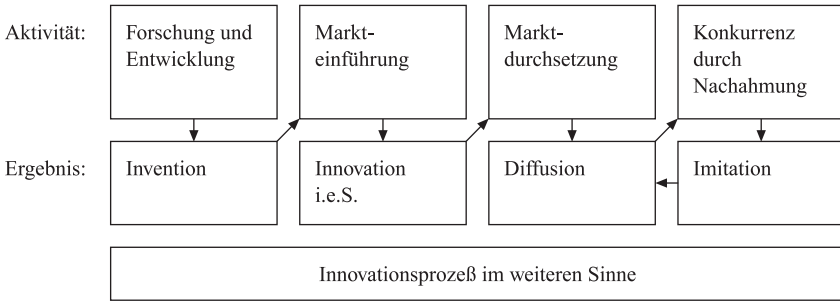 Aktivität:
Forschung und
Entwicklung
Markt-
einführung
Markt-
durchsetzung
Konkurrenz
durch
Nachahmung
Ergebnis:
Invention
Innovation
i.e.S.
Diffusion
Imitation
Innovationsprozeß im weiteren Sinne